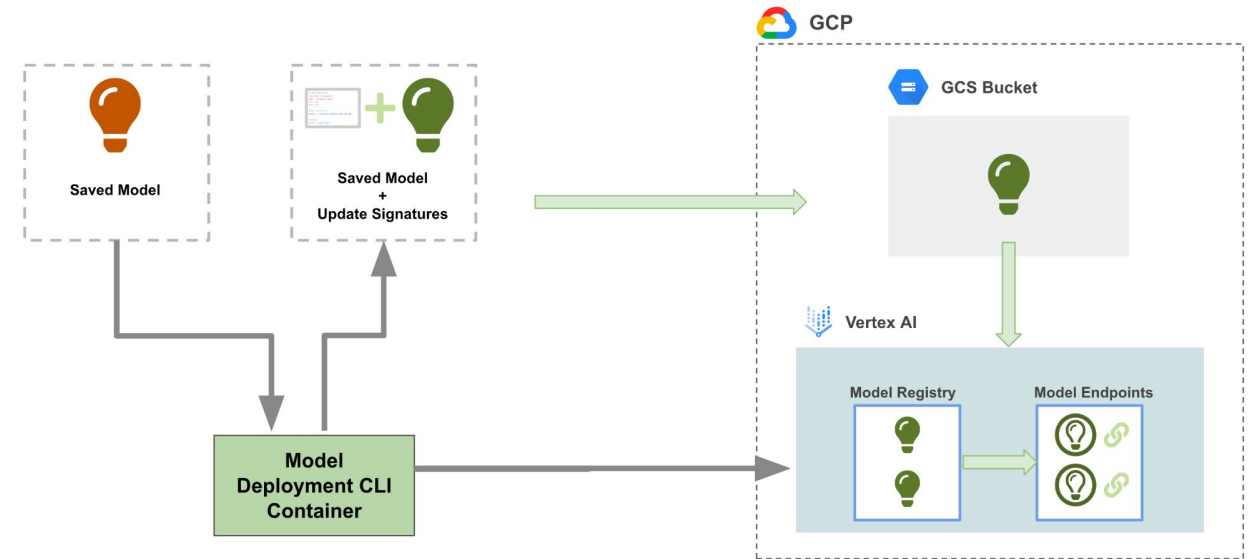 GCP
GCS Bucket
Saved Model
Saved Model
+
Update Signatures
Vertex AI
Model Registry
Model Endpoints
Model
Deployment CLI
Container